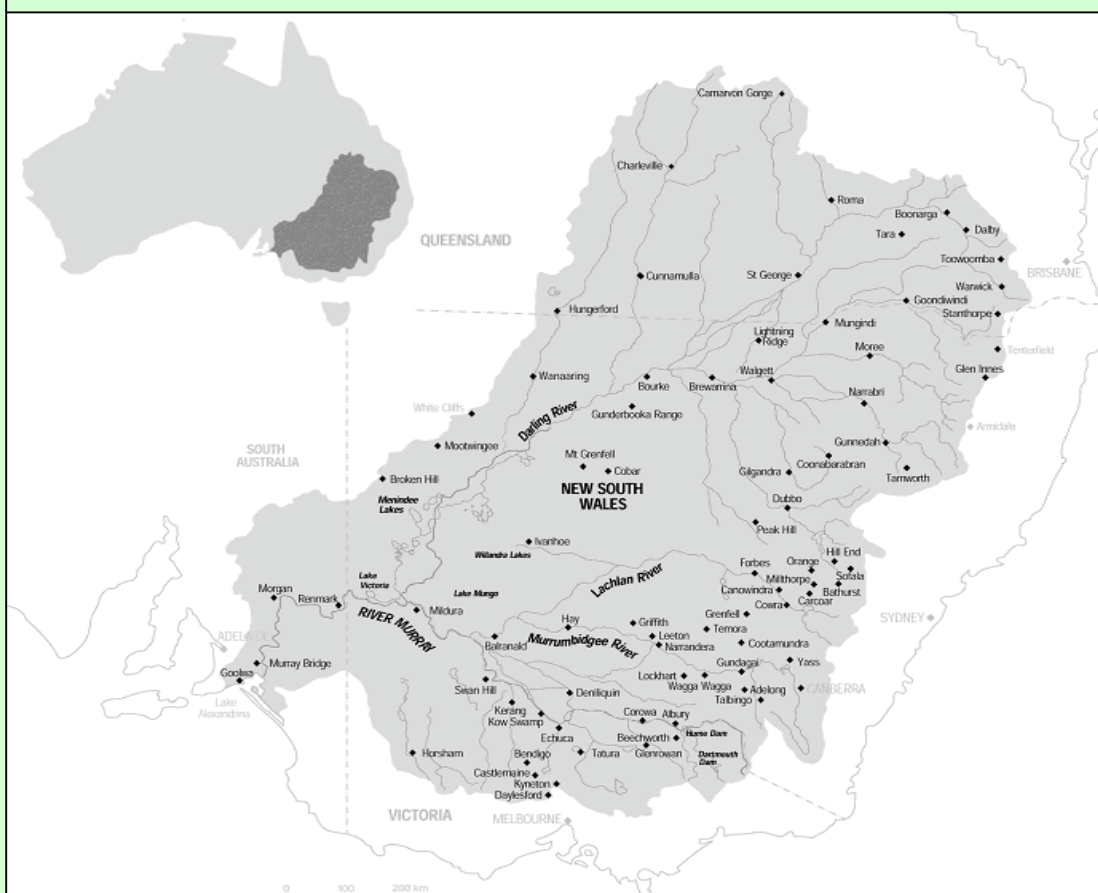 Carnarvon Gorge
Charleville
Roma
Boonarga
Tara
Dalby
QUEENSLAND
Toowoomba
BRISBANE
Cunnamulla
St George
Warwick
Goondiwindi
Stanthorpe
Hungerford
Mungindi
Lightning
Ridge
Moree
Tenterfield
Glen Innes
Wanaaring
Bourke
Brewarrina
Walgett
Narrabri
White Cliffs
Darling River
Gunderbooka Range
Armidale
Mootwingee
Gunnedah
SOUTH
AUSTRALIA
Mt Grenfell
Cobar
Coonabarabran
Gilgandra
Tamworth
Broken Hill
NEW SOUTH
WALES
Menindee
Lakes
Dubbo
Peak Hill
Ivanhoe
Willandra Lakes
Hill End
Forbes
Orange
Sofala
Lake
Victoria
Lachlan River
Millthorpe
Morgan
Lake Mungo
Canowindra
Bathurst
Carcoar
Renmark
Mildura
Cowra
RIVER MURRAY
Grenfell
SYDNEY
Hay
Griffith
Temora
ADELAIDE
Balranald
Murrumbidgee River
Leeton
Narrandera
Cootamundra
Murray Bridge
Gundagai
Yass
Goolwa
Lockhart
Wagga Wagga
Adelong
CANBERRA
Swan Hill
Deniliquin
Talbingo
Lake
Alexandrina
Kerang
Kow Swamp
Corowa
Albury
Echuca
Beechworth
Hume Dam
Horsham
Bendigo
Tatura
Glenrowan
Dartmouth
Dam
Castlemaine
Kyneton
Daylesford
VICTORIA
MELBOURNE
0 100 200 km